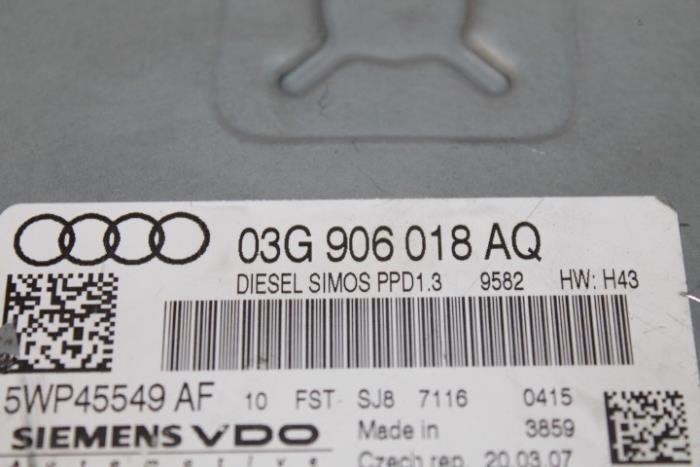 03G 906 018 AQ
DIESEL SIMOS PPD1.3 9582 HW: H43
5WP45549 AF 10 FST SJ8 7116 0415
SIEMENS VDO Made in 3859
Automotive Czech rep. 20.03.07